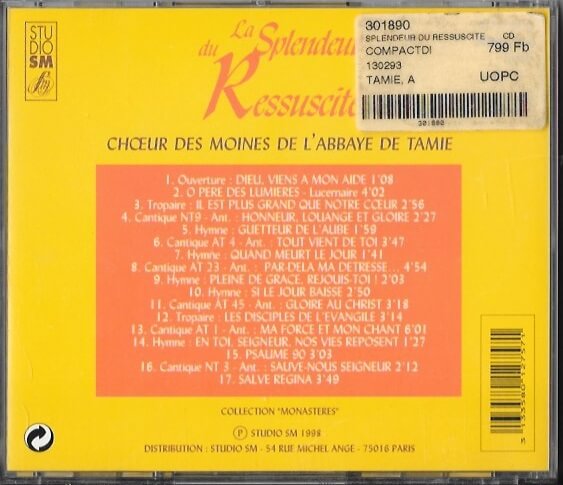 STU
DIO
SM
La Splendeur
du
Ressuscité
301890
SPLENDEUR DU RESSUSCITE CD
COMPACTDI 799 Fb
130293
TAMIE, A UOPC
301890
CHŒUR DES MOINES DE L'ABBAYE DE TAMIE
1. Ouverture : DIEU, VIENS A MON AIDE 1'08
2. O PERE DES LUMIERES - Lucernaire 4'02
3. Tropaire : IL EST PLUS GRAND QUE NOTRE CŒUR 2'56
4. Cantique NT9 - Ant. : HONNEUR, LOUANGE ET GLOIRE 2'27
5. Hymne : GUETTEUR DE L'AUBE 1'59
6. Cantique AT 4 - Ant. : TOUT VIENT DE TOI 3'47
7. Hymne : QUAND MEURT LE JOUR 1'41
8. Cantique AT 23 - Ant. : PAR-DELA MA DETRESSE... 4'54
9. Hymne : PLEINE DE GRACE, REJOUIS-TOI ! 2'03
10. Hymne : SI LE JOUR BAISSE 2'50
11. Cantique AT 45 - Ant. : GLOIRE AU CHRIST 3'18
12. Tropaire : LES DISCIPLES DE L'EVANGILE 3'14
13. Cantique AT 1 - Ant. : MA FORCE ET MON CHANT 6'01
14. Hymne : EN TOI, SEIGNEUR, NOS VIES REPOSENT 1'27
15. PSAUME 90 3'03
16. Cantique NT 3 - Ant. : SAUVE-NOUS SEIGNEUR 2'12
17. SALVE REGINA 3'49
COLLECTION "MONASTERES"
Ⓟ STUDIO SM 1998
DISTRIBUTION : STUDIO SM - 54 RUE MICHEL ANGE - 75016 PARIS
3 133580 127571